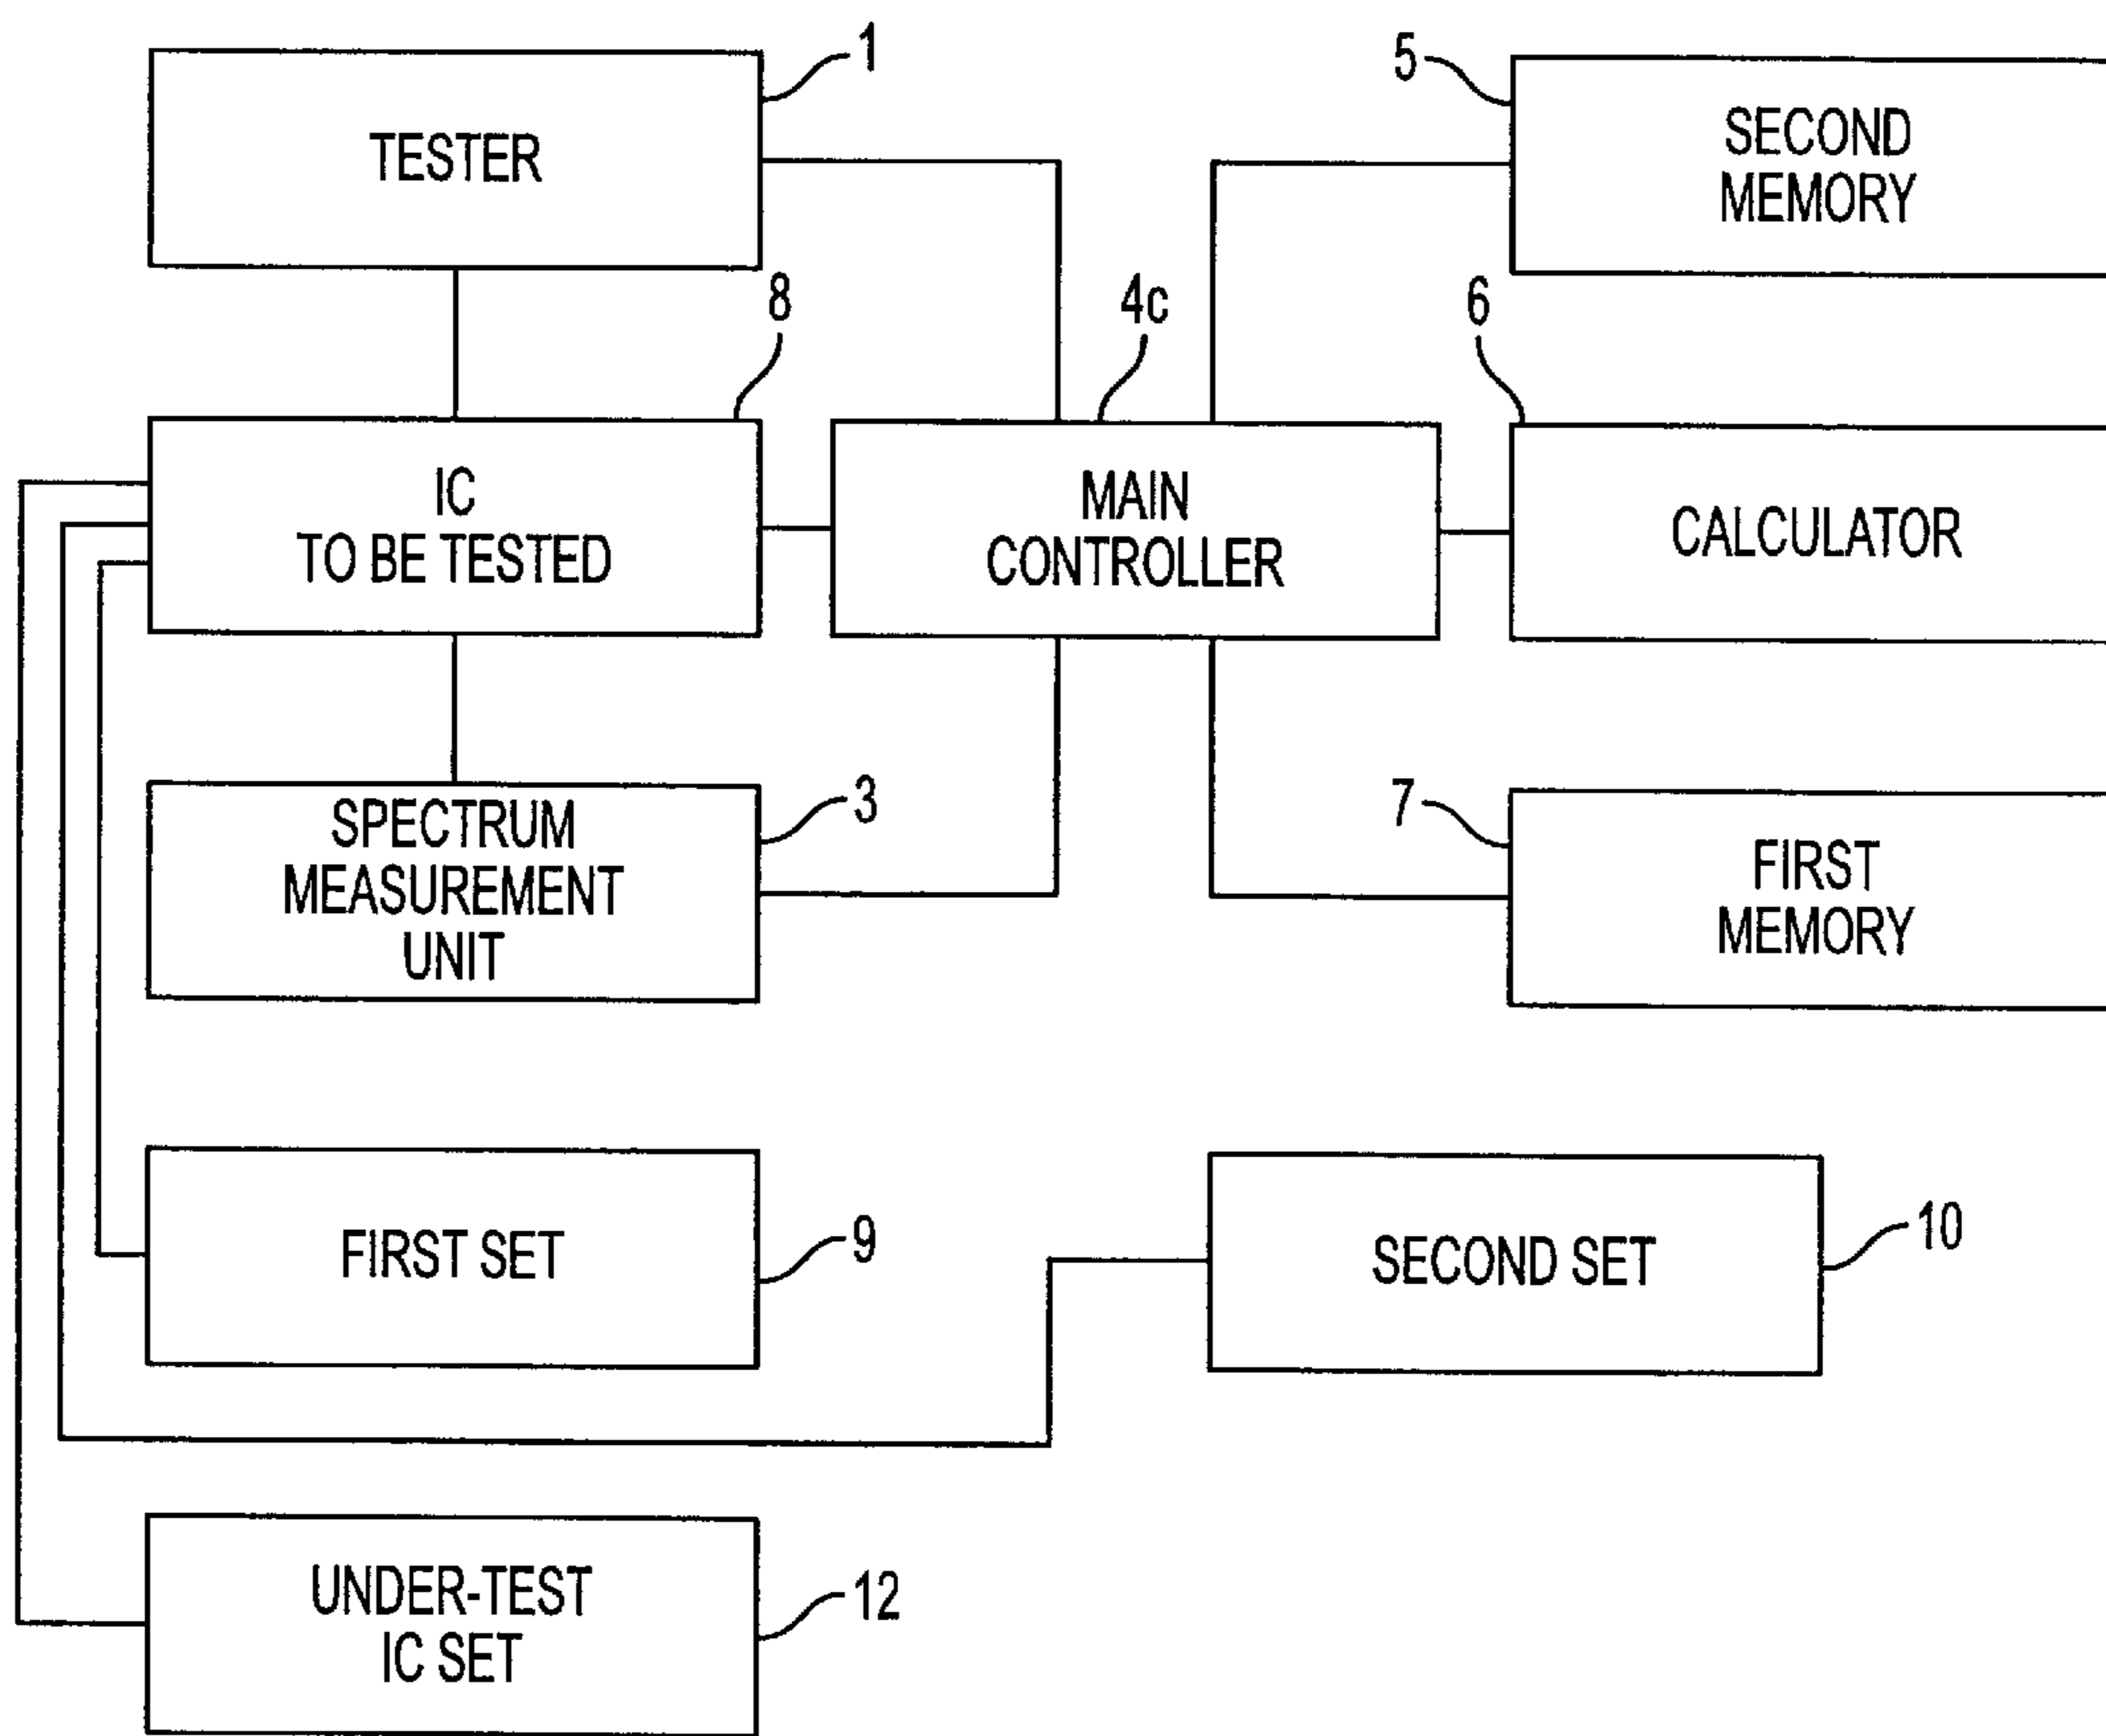 1
TESTER
5
SECOND
MEMORY
8
IC
TO BE TESTED
4c
MAIN
CONTROLLER
6
CALCULATOR
3
SPECTRUM
MEASUREMENT
UNIT
7
FIRST
MEMORY
FIRST SET
9
SECOND SET
10
UNDER-TEST
IC SET
12